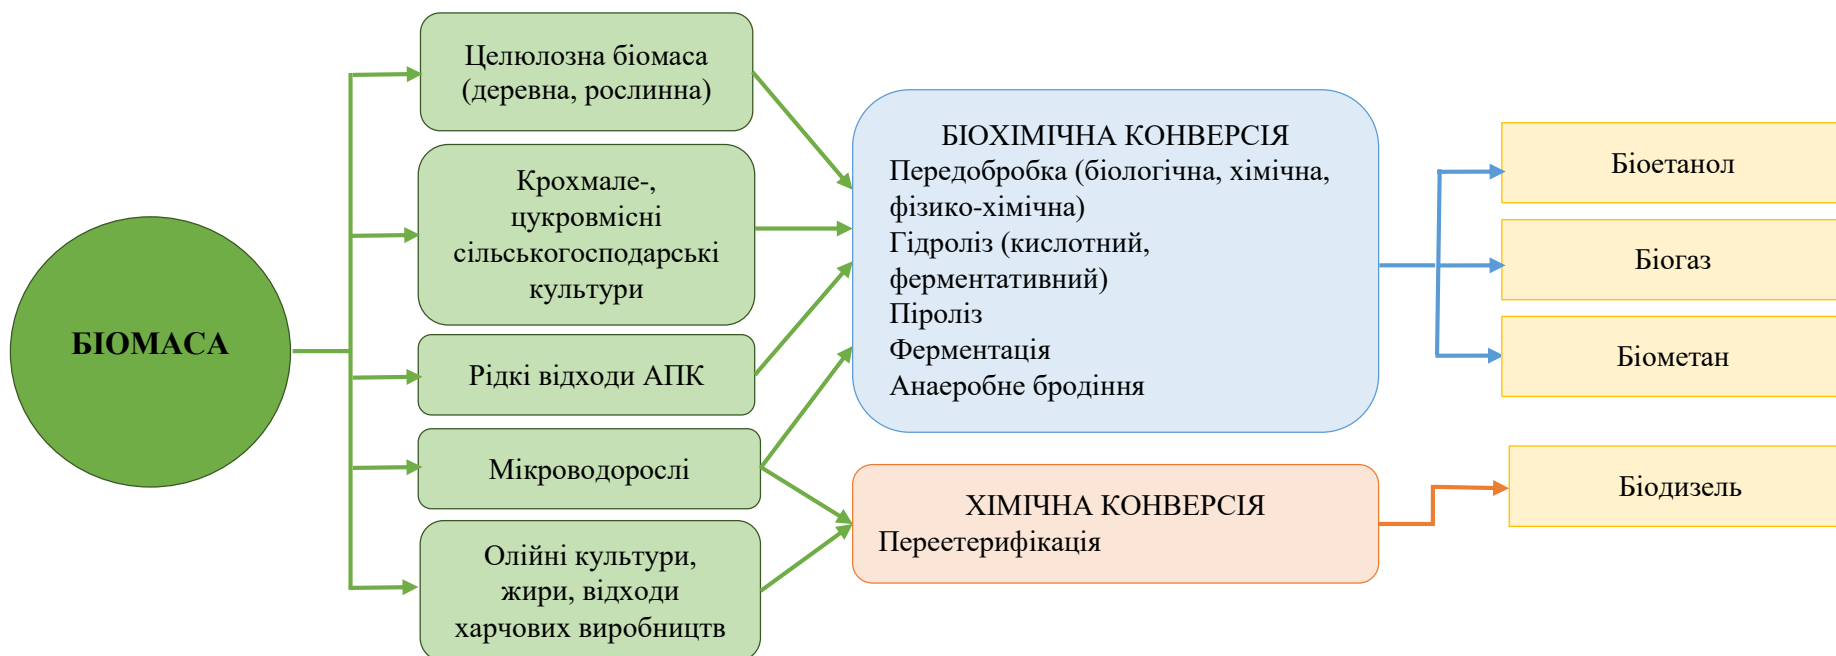 БІОМАСА
Целюлозна біомаса
(деревна, рослинна)
Крохмале-,
цукровмісні
сільськогосподарські
культури
Рідкі відходи АПК
Мікроводорослі
Олійні культури,
жири, відходи
харчових виробництв
БІОХІМІЧНА КОНВЕРСІЯ
Передобробка (біологічна, хімічна,
фізико-хімічна)
Гідроліз (кислотний,
ферментативний)
Піроліз
Ферментація
Анаеробне бродіння
ХІМІЧНА КОНВЕРСІЯ
Переетерифікація
Біоетанол
Біогаз
Біометан
Біодизель